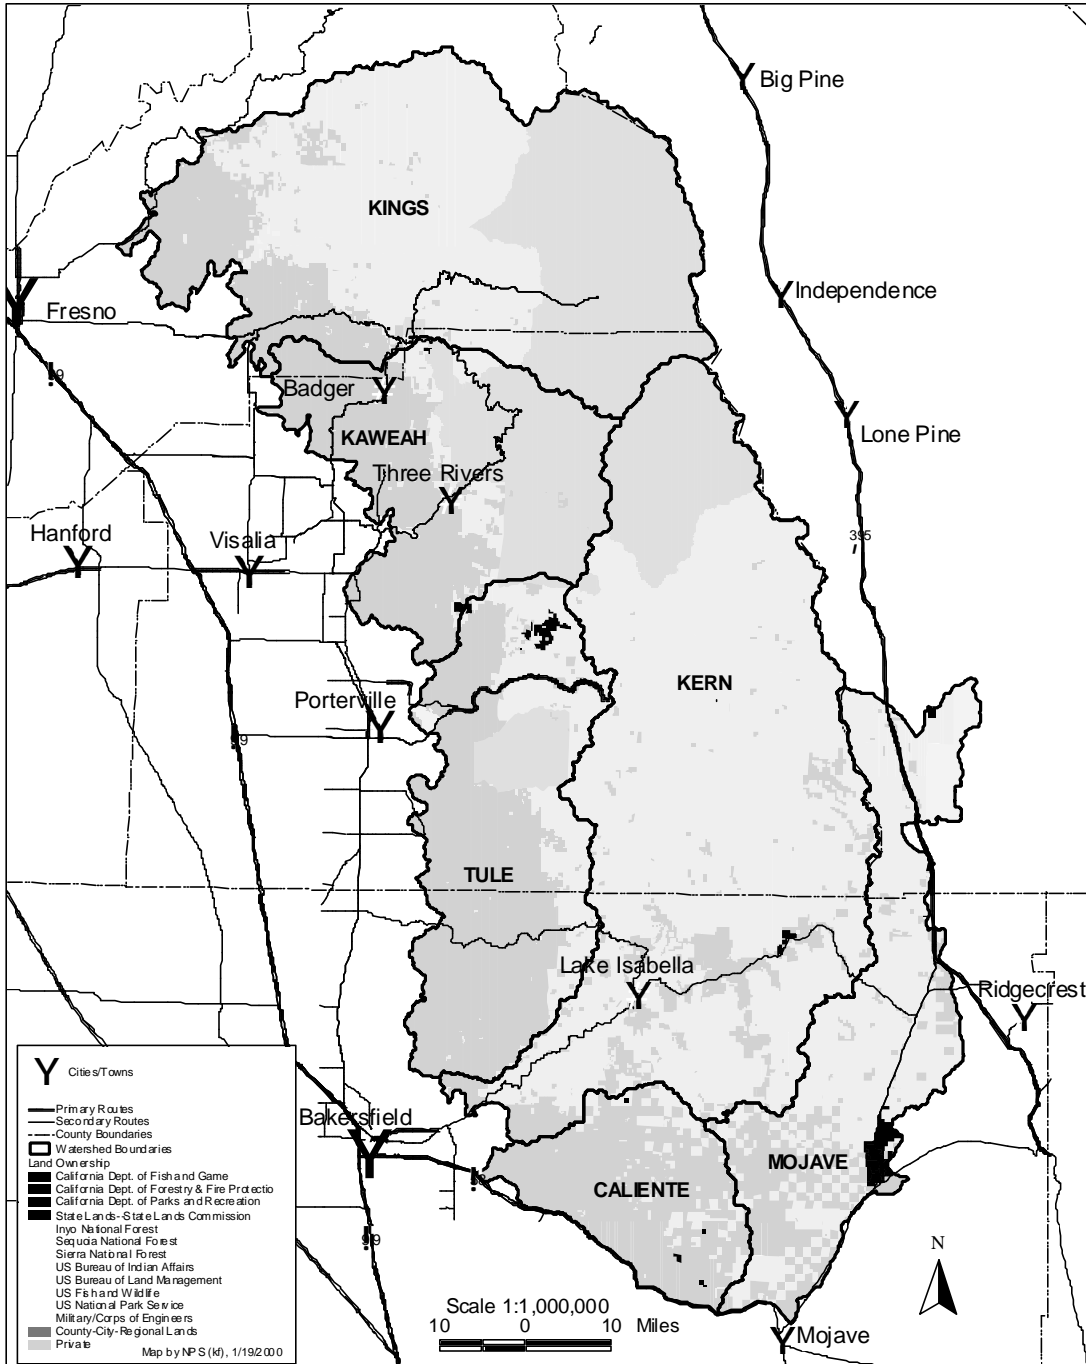 Big Pine
KINGS
Independence
Fresno
Badger
KAWEAH
Lone Pine
Three Rivers
Hanford
Visalia
395
KERN
Porterville
TULE
Lake Isabella
Ridgecrest
Bakersfield
MOJAVE
CALIENTE
Cities/Towns
Primary Routes
Secondary Routes
County Boundaries
Watershed Boundaries
Land Ownership
California Dept. of Fish and Game
California Dept. of Forestry & Fire Protectio
California Dept. of Parks and Recreation
State Lands--State Lands Commission
Inyo National Forest
Sequoia National Forest
Sierra National Forest
US Bureau of Indian Affairs
US Bureau of Land Management
US Fish and Wildlife
US National Park Service
Military/Corps of Engineers
County-City-Regional Lands
Private
Map by NPS (kf), 1/19/2000
Scale 1:1,000,000
10 0 10 Miles
N
Mojave